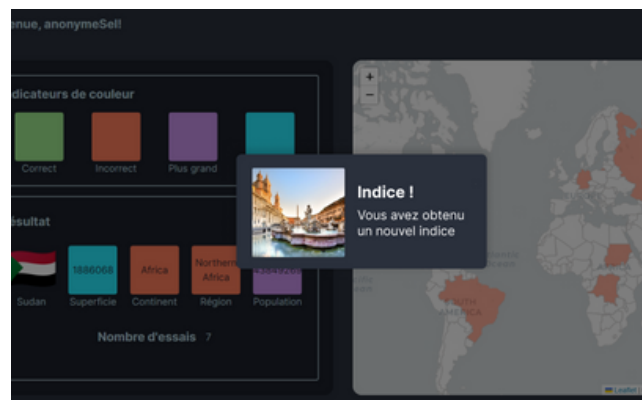 enue, anonymeSel!
dicateurs de couleur
Correct
Incorrect
Plus grand
Indice !
Vous avez obtenu
un nouvel indice
ésultat
1886068
Africa
Northern
Africa
Sudan
Superficie
Continent
Région
Population
Nombre d'essais 7
+
−
SOUTH
AMERICA
Leaflet